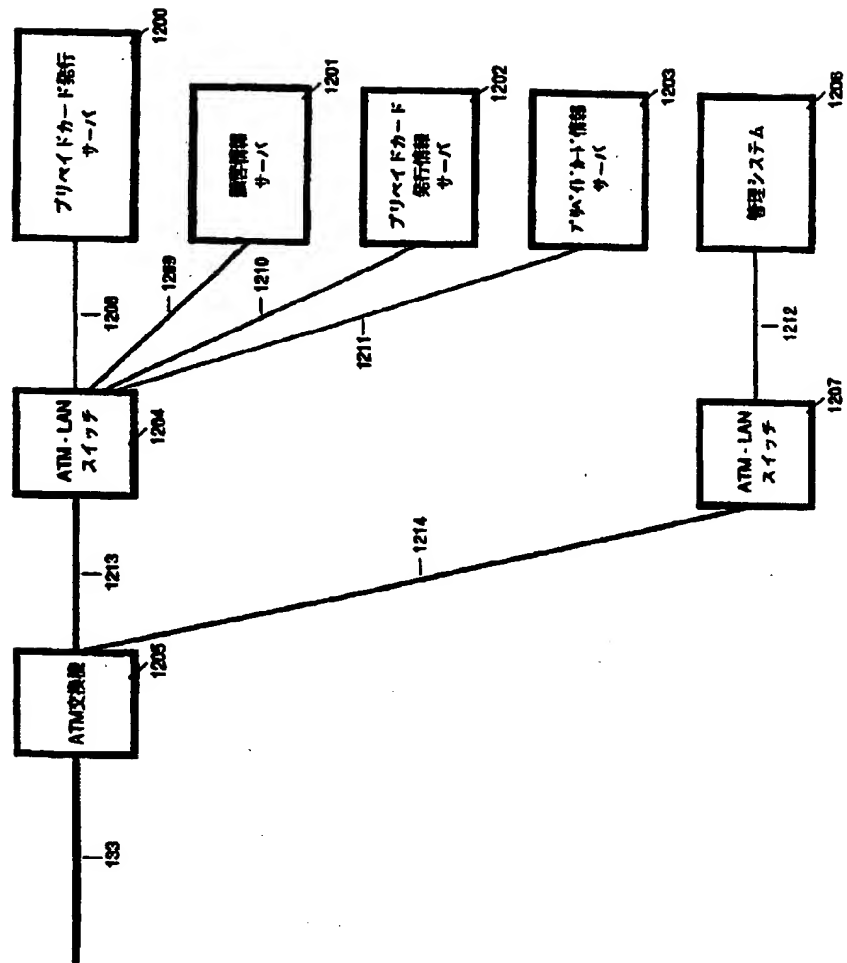 プリペイドカード発行
サーバ
1200
顧客情報
サーバ
1201
プリペイドカード
発行情報
サーバ
1202
プリペイドカード情報
サーバ
1203
管理システム
1206
1208
1209
1210
1211
1212
ATM-LAN
スイッチ
1204
ATM-LAN
スイッチ
1207
1213
1214
ATM交換機
1205
133